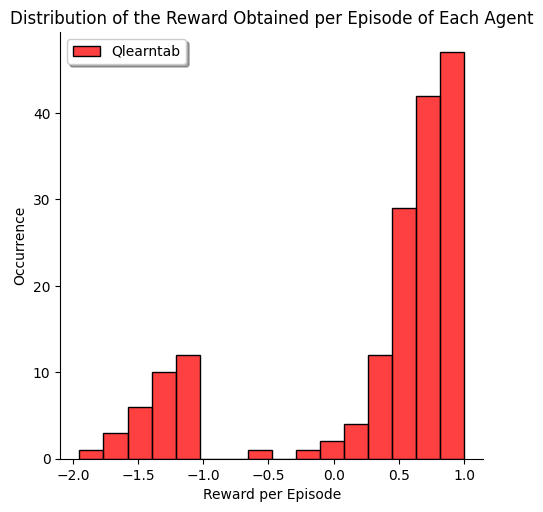 Distribution of the Reward Obtained per Episode of Each Agent
Qlearntab
Occurrence
40
30
20
10
0
−2.0 −1.5 −1.0 −0.5 0.0 0.5 1.0
Reward per Episode